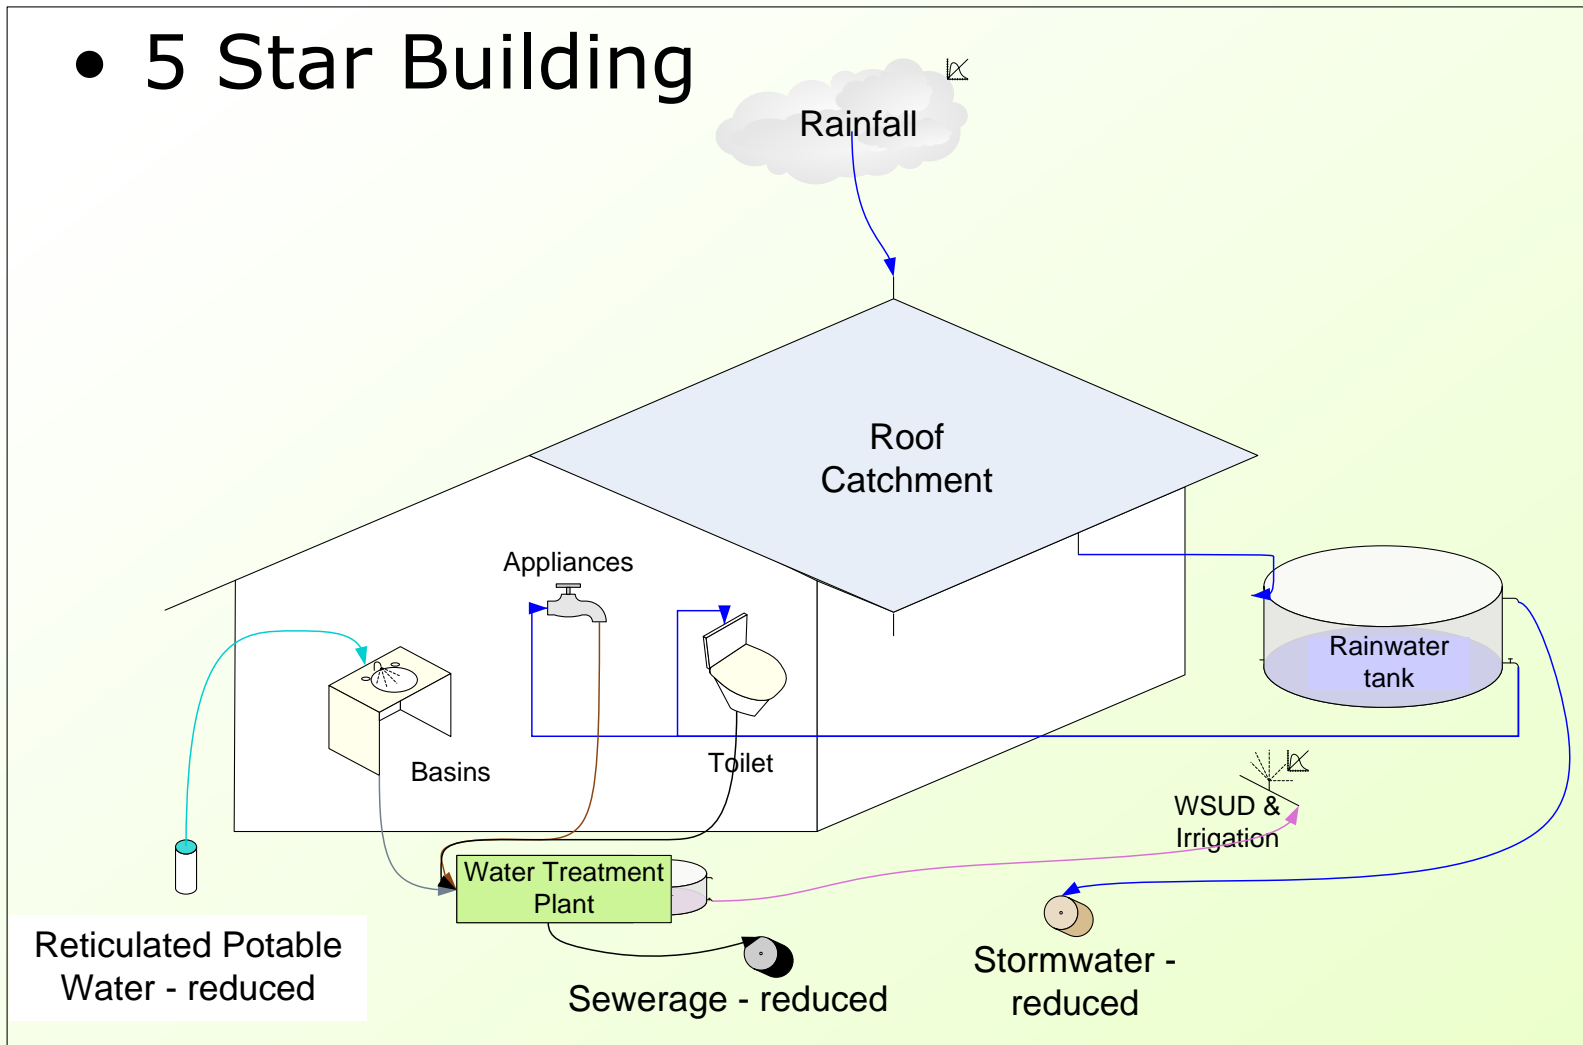 • 5 Star Building
Rainfall
Roof
Catchment
Appliances
Rainwater
tank
Basins
Toilet
WSUD &
Irrigation
Water Treatment
Plant
Reticulated Potable
Water - reduced
Sewerage - reduced
Stormwater -
reduced